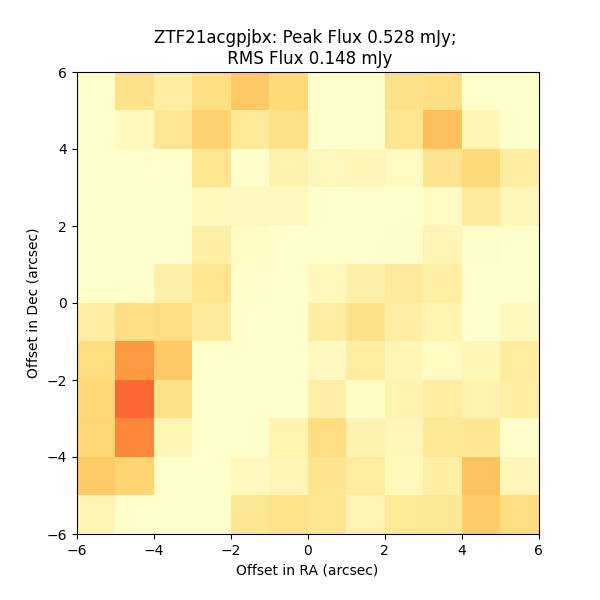 ZTF21acgpjbx: Peak Flux 0.528 mJy;
RMS Flux 0.148 mJy
6
4
2
0
−2
−4
−6
Offset in Dec (arcsec)
−6 −4 −2 0 2 4 6
Offset in RA (arcsec)